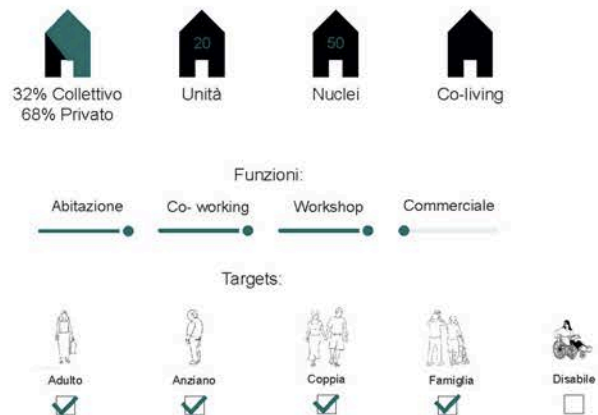 20
50
32% Collettivo
68% Privato
Unità
Nuclei
Co-living
Funzioni:
Abitazione
Co- working
Workshop
Commerciale
Targets:
Adulto
Anziano
Coppia
Famiglia
Disabile